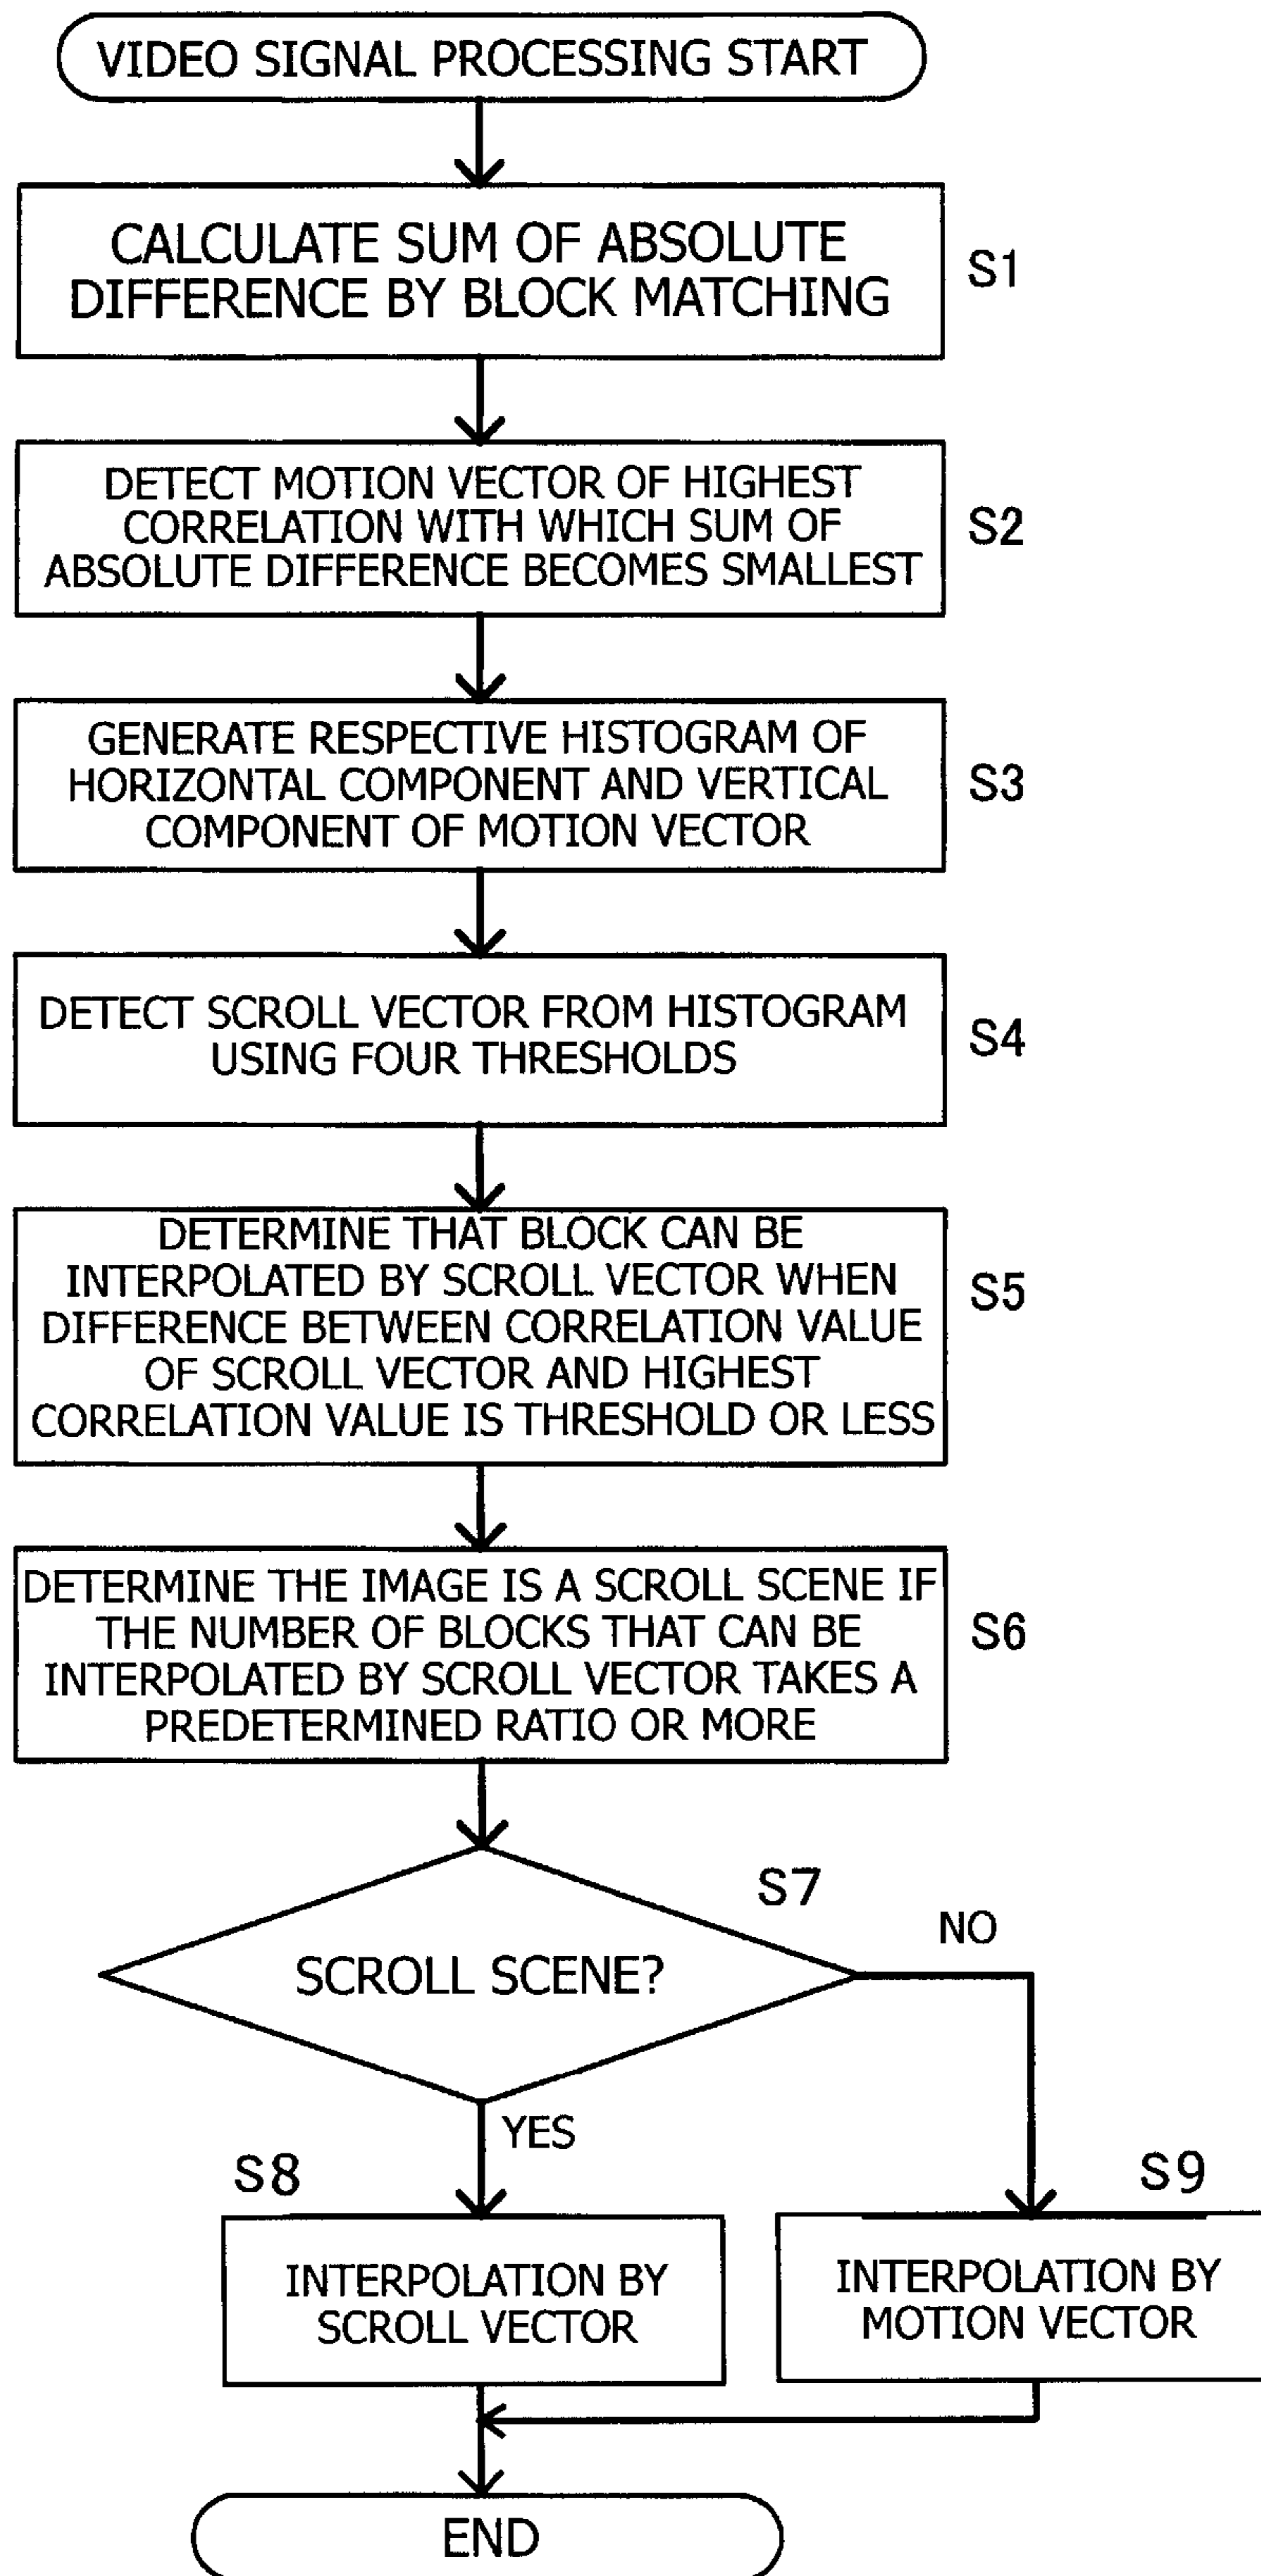 VIDEO SIGNAL PROCESSING START
CALCULATE SUM OF ABSOLUTE
DIFFERENCE BY BLOCK MATCHING
S1
DETECT MOTION VECTOR OF HIGHEST
CORRELATION WITH WHICH SUM OF
ABSOLUTE DIFFERENCE BECOMES SMALLEST
S2
GENERATE RESPECTIVE HISTOGRAM OF
HORIZONTAL COMPONENT AND VERTICAL
COMPONENT OF MOTION VECTOR
S3
DETECT SCROLL VECTOR FROM HISTOGRAM
USING FOUR THRESHOLDS
S4
DETERMINE THAT BLOCK CAN BE
INTERPOLATED BY SCROLL VECTOR WHEN
DIFFERENCE BETWEEN CORRELATION VALUE
OF SCROLL VECTOR AND HIGHEST
CORRELATION VALUE IS THRESHOLD OR LESS
S5
DETERMINE THE IMAGE IS A SCROLL SCENE IF
THE NUMBER OF BLOCKS THAT CAN BE
INTERPOLATED BY SCROLL VECTOR TAKES A
PREDETERMINED RATIO OR MORE
S6
S7
NO
SCROLL SCENE?
YES
S8
S9
INTERPOLATION BY
SCROLL VECTOR
INTERPOLATION BY
MOTION VECTOR
END